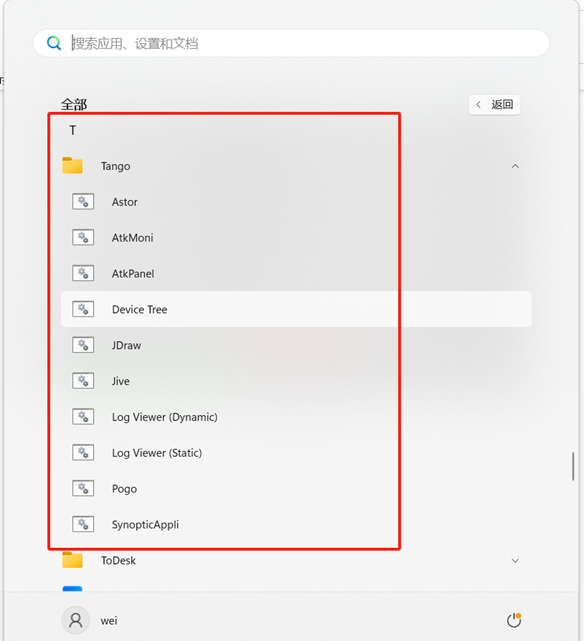 搜索应用、设置和文档
全部
返回
T
Tango
Astor
AtkMoni
AtkPanel
Device Tree
JDraw
Jive
Log Viewer (Dynamic)
Log Viewer (Static)
Pogo
SynopticAppli
ToDesk
wei